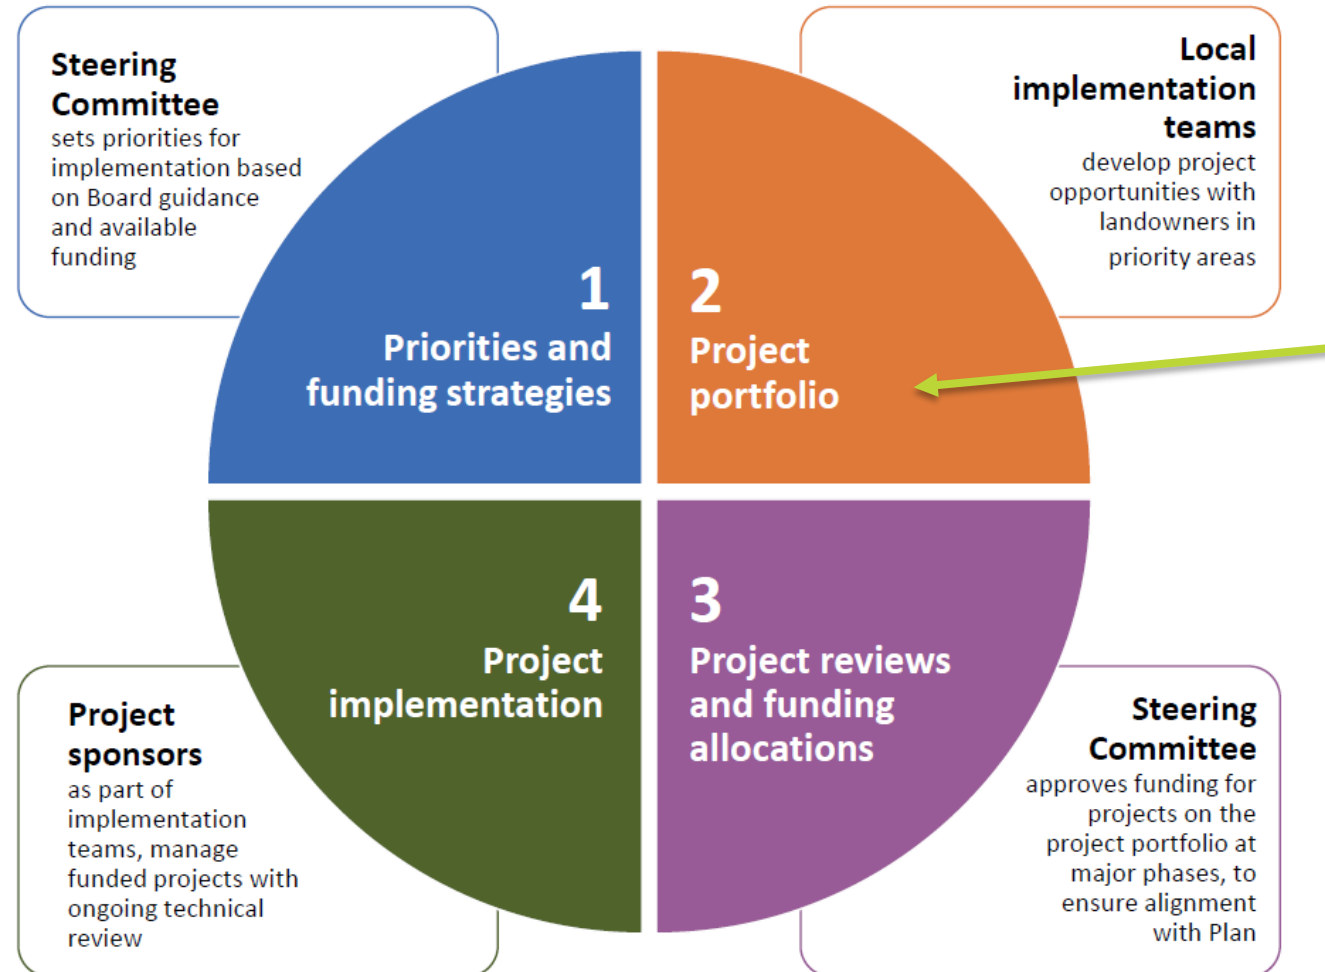 Steering
Committee
sets priorities for
implementation based
on Board guidance
and available
funding
1
Priorities and
funding strategies
Local
implementation
teams
develop project
opportunities with
landowners in
priority areas
2
Project
portfolio
3
Project reviews
and funding
allocations
Steering
Committee
approves funding for
projects on the
project portfolio at
major phases, to
ensure alignment
with Plan
4
Project
implementation
Project
sponsors
as part of
implementation
teams, manage
funded projects with
ongoing technical
review